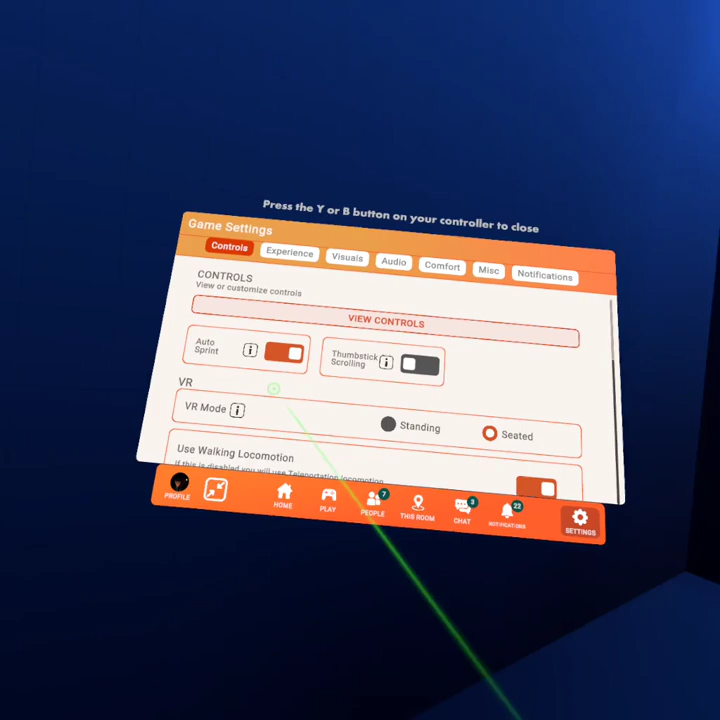 Press the Y or B button on your controller to close
Game Settings
Controls Experience Visuals Audio Comfort Misc Notifications
CONTROLS
View or customize controls
VIEW CONTROLS
Auto
Sprint
i
Thumbstick
Scrolling
i
VR
VR Mode i Standing Seated
Use Walking Locomotion
If this is disabled you will use Teleportation locomotion
PROFILE HOME PLAY PEOPLE 7 THIS ROOM CHAT 3 NOTIFICATIONS 22 SETTINGS